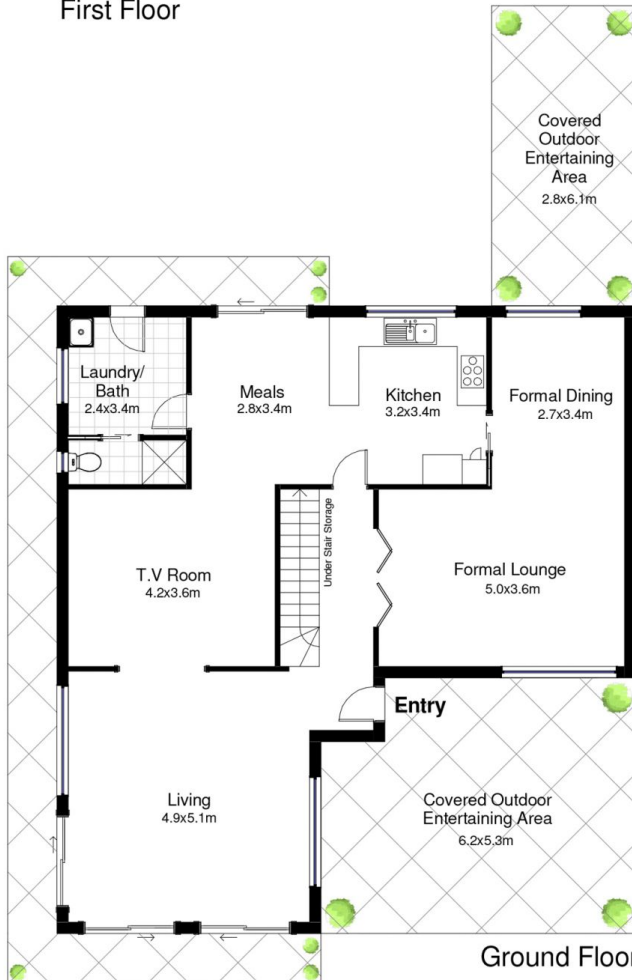 First Floor
Covered
Outdoor
Entertaining
Area
2.8x6.1m
Laundry/
Bath
2.4x3.4m
Meals
2.8x3.4m
Kitchen
3.2x3.4m
Formal Dining
2.7x3.4m
Under Stair Storage
T.V Room
4.2x3.6m
Formal Lounge
5.0x3.6m
Entry
Living
4.9x5.1m
Covered Outdoor
Entertaining Area
6.2x5.3m
Ground Floor